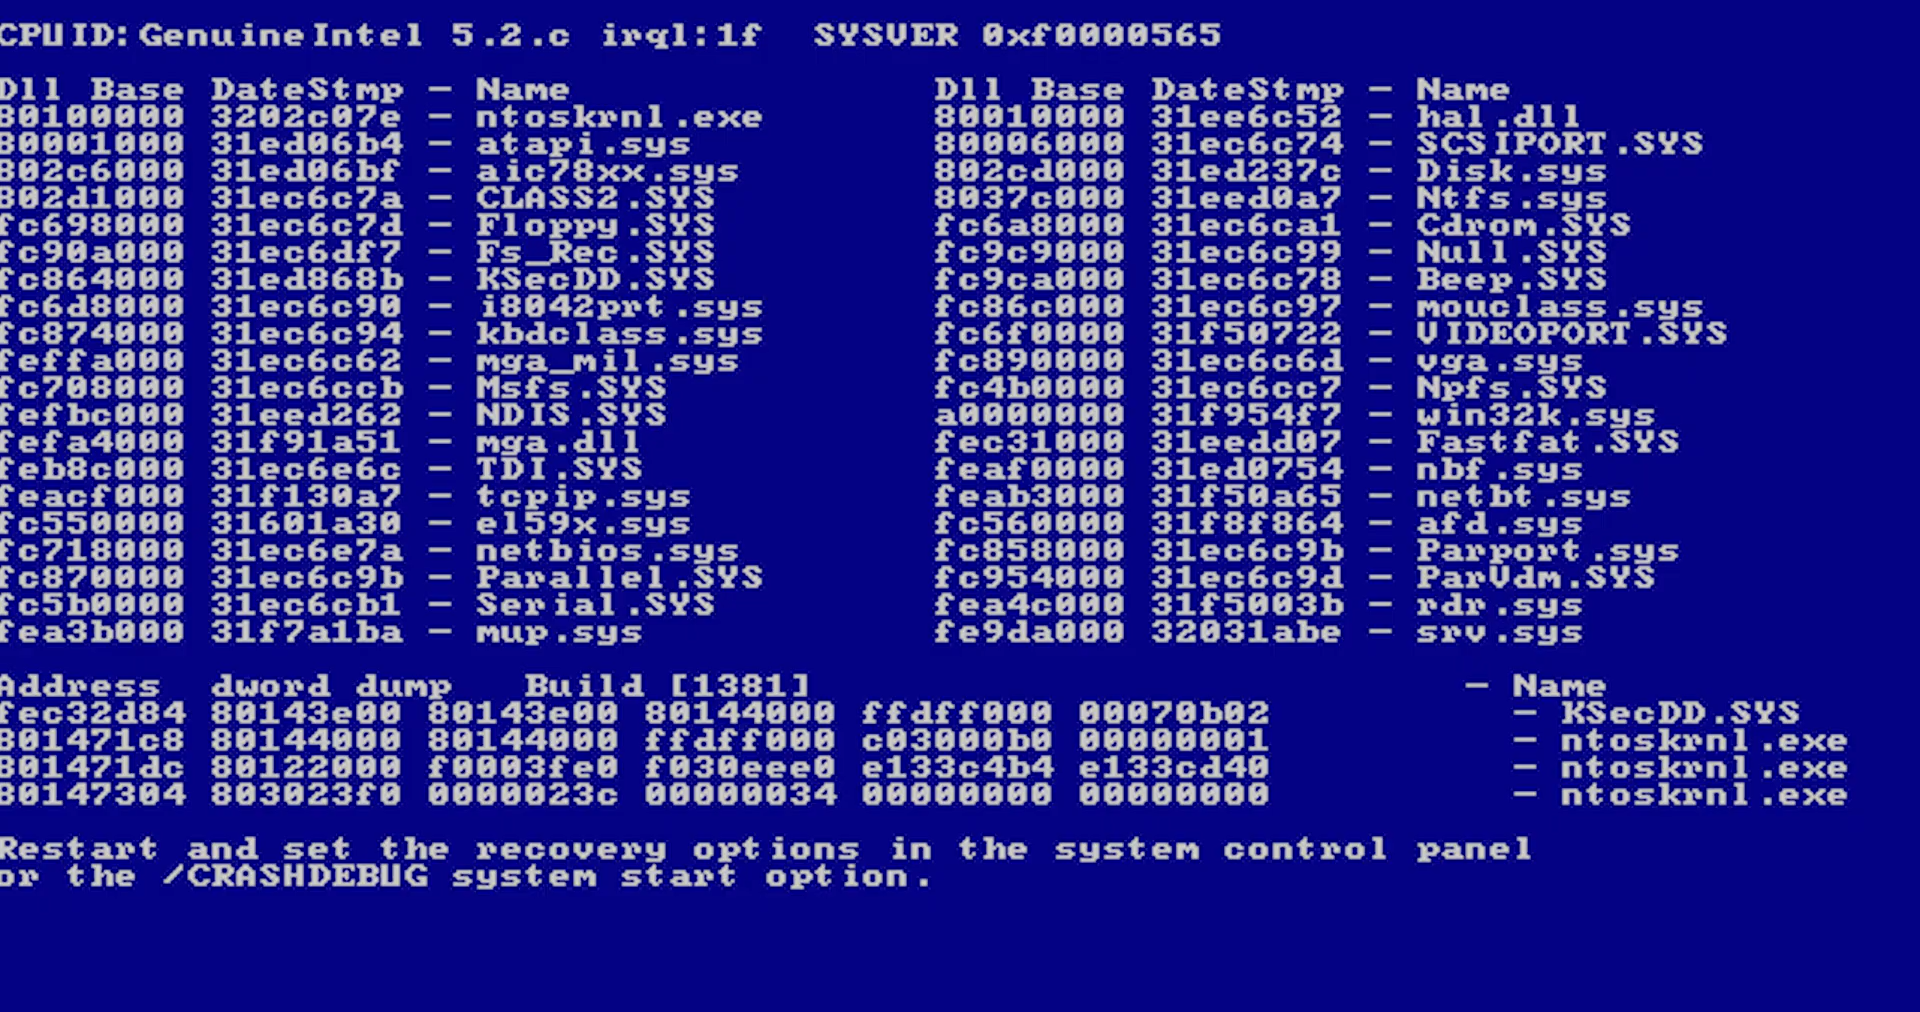 CPUID:GenuineIntel 5.2.c irql:1f  SYSVER 0xf0000565
Dll Base DateStmp - Name               Dll Base DateStmp - Name
80100000 3202c07e - ntoskrnl.exe       80010000 31ee6c52 - hal.dll
80001000 31ed06b4 - atapi.sys          80006000 31ec6c74 - SCSIPORT.SYS
802c6000 31ed06bf - aic78xx.sys        802cd000 31ed237c - Disk.sys
802d1000 31ec6c7a - CLASS2.SYS         8037c000 31eed0a7 - Ntfs.sys
fc698000 31ec6c7d - Floppy.SYS         fc6a8000 31ec6ca1 - Cdrom.SYS
fc90a000 31ec6df7 - Fs_Rec.SYS         fc9c9000 31ec6c99 - Null.SYS
fc864000 31ed868b - KSecDD.SYS         fc9ca000 31ec6c78 - Beep.SYS
fc6d8000 31ec6c90 - i8042prt.sys       fc86c000 31ec6c97 - mouclass.sys
fc874000 31ec6c94 - kbdclass.sys       fc6f0000 31f50722 - VIDEOPORT.SYS
feffa000 31ec6c62 - mga_mil.sys        fc890000 31ec6c6d - vga.sys
fc708000 31ec6ccb - Msfs.SYS           fc4b0000 31ec6cc7 - Npfs.SYS
fefbc000 31eed262 - NDIS.SYS           a0000000 31f954f7 - win32k.sys
fefa4000 31f91a51 - mga.dll            fec31000 31eedd07 - Fastfat.SYS
feb8c000 31ec6e6c - TDI.SYS            feaf0000 31ed0754 - nbf.sys
feacf000 31f130a7 - tcpip.sys          feab3000 31f50a65 - netbt.sys
fc550000 31601a30 - el59x.sys          fc560000 31f8f864 - afd.sys
fc718000 31ec6e7a - netbios.sys        fc858000 31ec6c9b - Parport.sys
fc870000 31ec6c9b - Parallel.SYS       fc954000 31ec6c9d - ParVdm.SYS
fc5b0000 31ec6cb1 - Serial.SYS         fea4c000 31f5003b - rdr.sys
fea3b000 31f7a1ba - mup.sys            fe9da000 32031abe - srv.sys
Address  dword dump   Build [1381]                           - Name
fec32d84 80143e00 80143e00 80144000 ffdff000 00070b02          - KSecDD.SYS
801471c8 80144000 80144000 ffdff000 c03000b0 00000001          - ntoskrnl.exe
801471dc 80122000 f0003fe0 f030eee0 e133c4b4 e133cd40          - ntoskrnl.exe
80147304 803023f0 0000023c 00000034 00000000 00000000          - ntoskrnl.exe
Restart and set the recovery options in the system control panel
or the /CRASHDEBUG system start option.